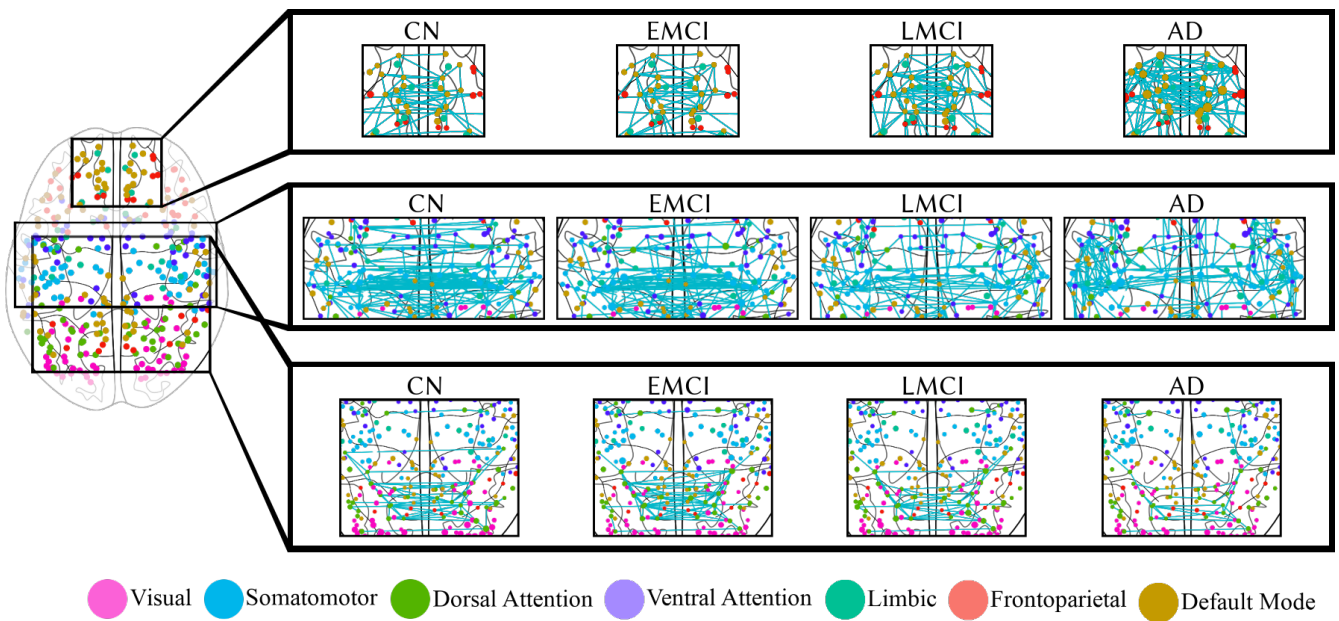 CN EMCI LMCI AD
CN EMCI LMCI AD
CN EMCI LMCI AD
Visual Somatomotor Dorsal Attention Ventral Attention Limbic Frontoparietal Default Mode